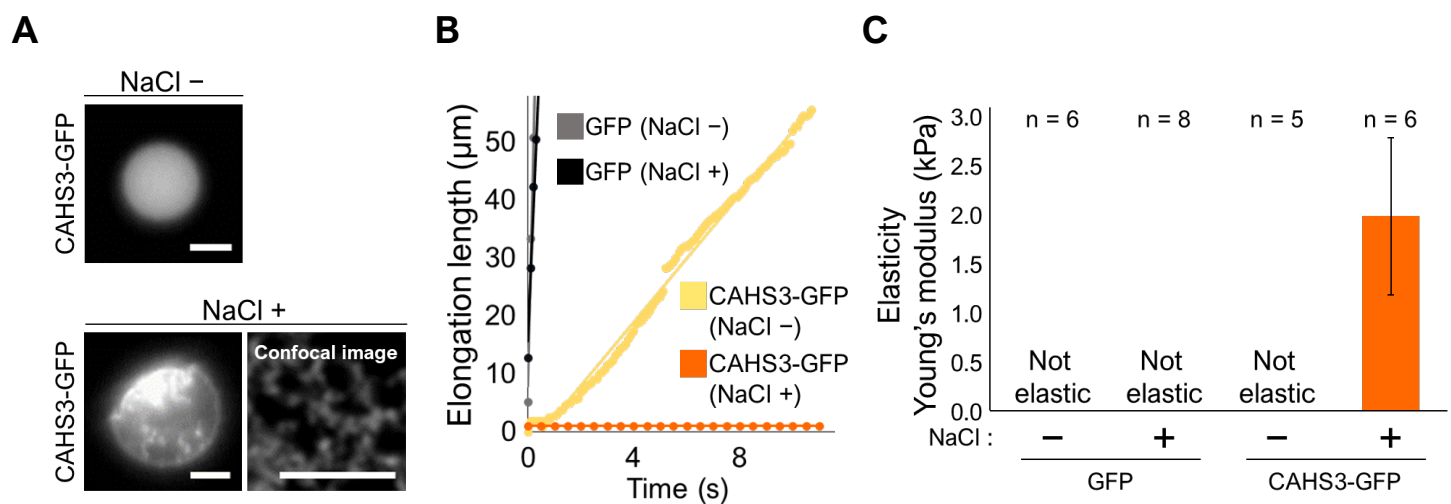 A
NaCl −
CAHS3-GFP
NaCl +
CAHS3-GFP
Confocal image
B
Elongation length (μm)
50
40
30
20
10
0
0
4
8
Time (s)
GFP (NaCl −)
GFP (NaCl +)
CAHS3-GFP
(NaCl −)
CAHS3-GFP
(NaCl +)
C
Elasticity
Young's modulus (kPa)
3.0
2.5
2.0
1.5
1.0
0.5
0.0
n = 6
n = 8
n = 5
n = 6
Not
elastic
Not
elastic
Not
elastic
NaCl :
−
+
−
+
GFP
CAHS3-GFP